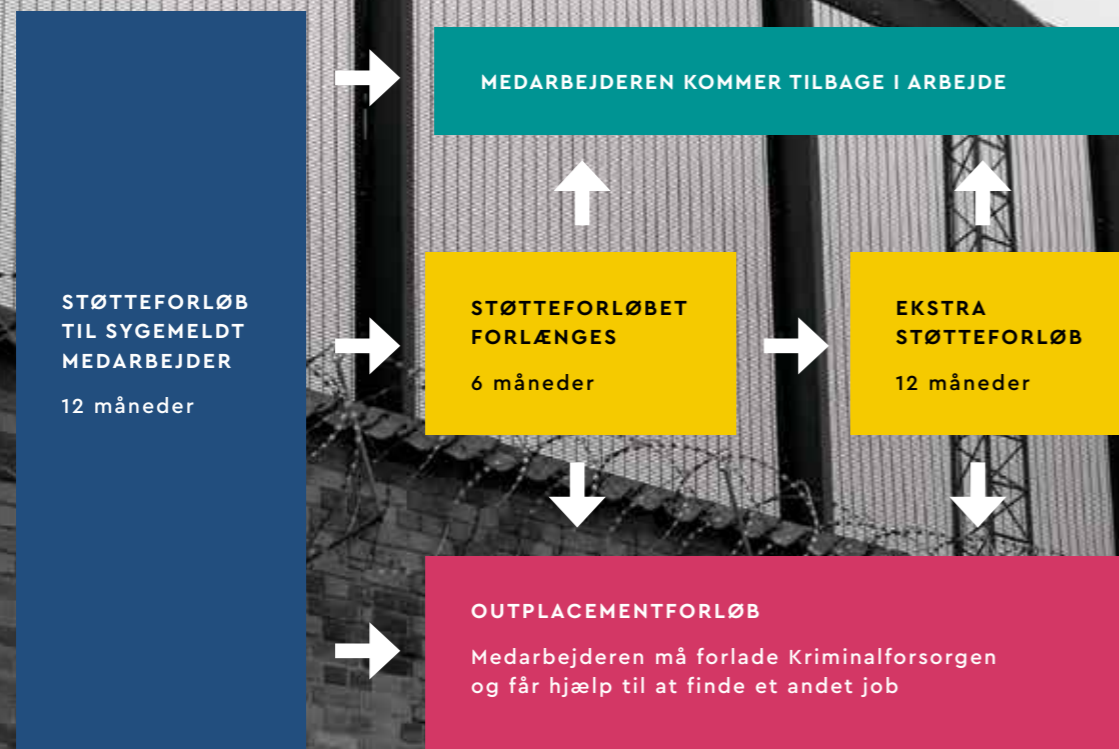 MEDARBEJDEREN KOMMER TILBAGE I ARBEJDE
STØTTEFORLØB
TIL SYGEMELDT
MEDARBEJDER
12 måneder
STØTTEFORLØBET
FORLÆNGES
6 måneder
EKSTRA
STØTTEFORLØB
12 måneder
OUTPLACEMENTFORLØB
Medarbejderen må forlade Kriminalforsorgen
og får hjælp til at finde et andet job